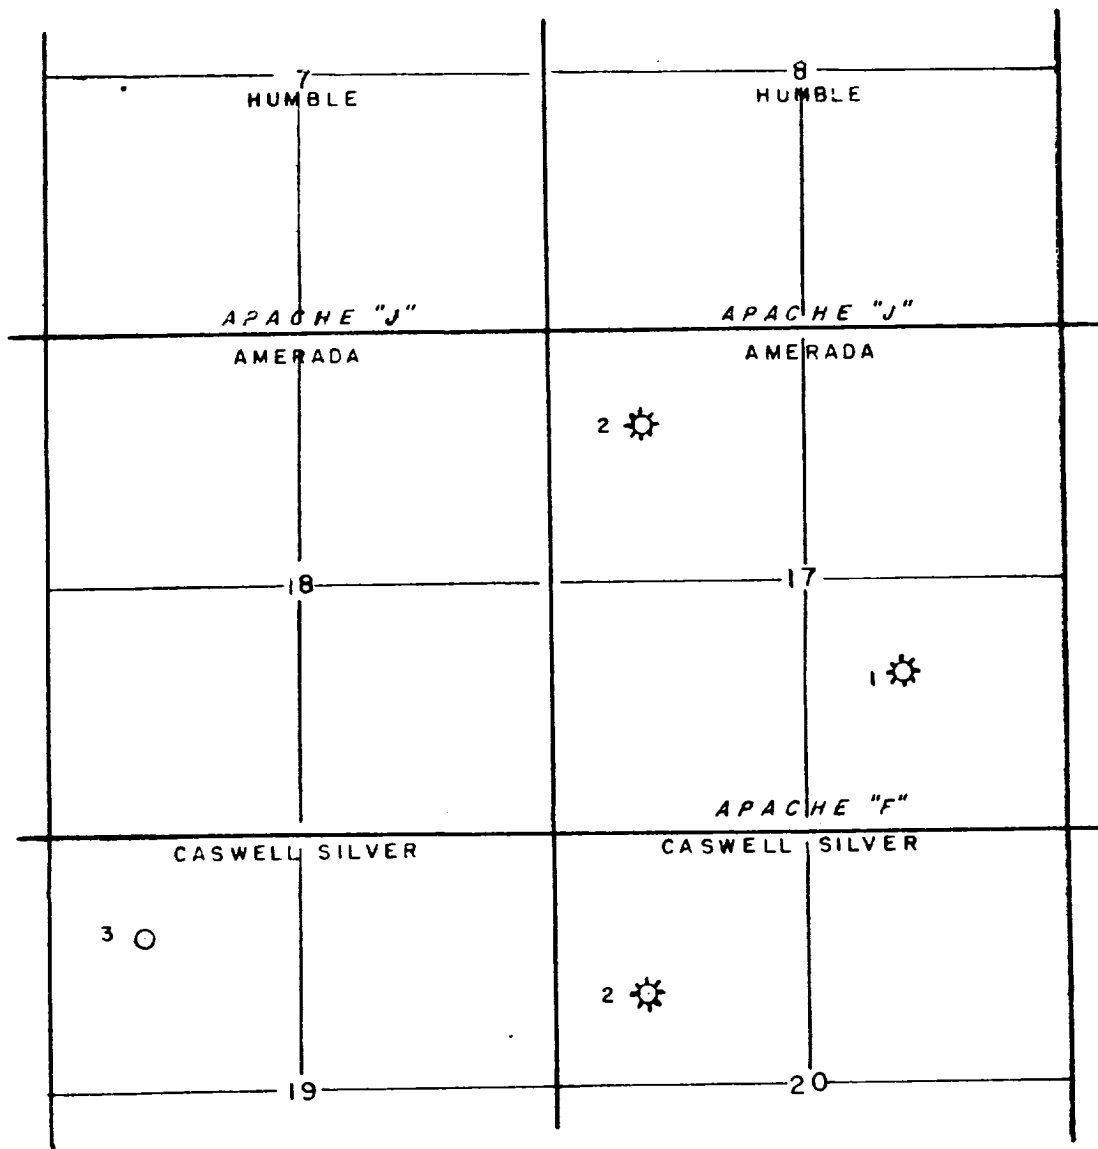 7
8
HUMBLE
HUMBLE
APACHE "J"
APACHE "J"
AMERADA
AMERADA
2
18
17
1
APACHE "F"
CASWELL SILVER
CASWELL SILVER
3
2
19
20